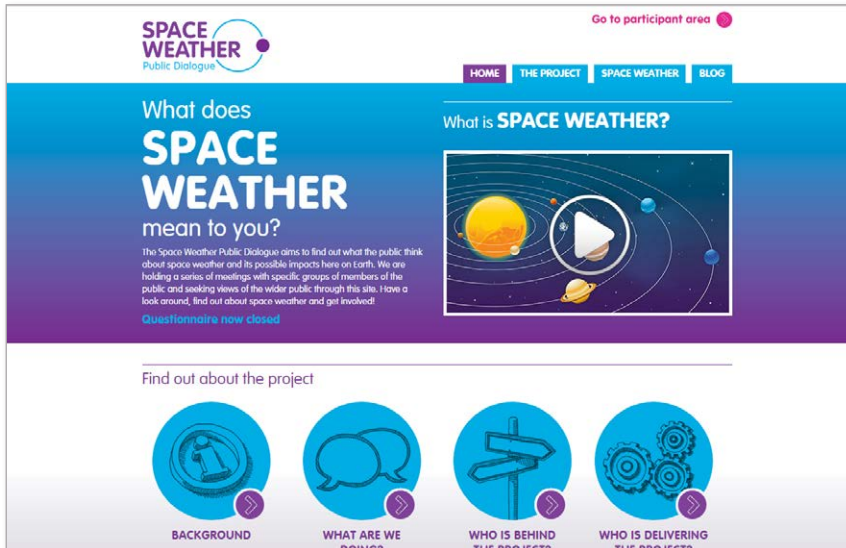 SPACE
WEATHER
Public Dialogue
Go to participant area
HOME THE PROJECT SPACE WEATHER BLOG
What does
SPACE
WEATHER
mean to you?
The Space Weather Public Dialogue aims to find out what the public think
about space weather and its possible impacts here on Earth. We are
holding a series of meetings with specific groups of members of the
public and seeking views of the wider public through this site. Have a
look around, find out about space weather and get involved!
Questionnaire now closed
What is SPACE WEATHER?
Find out about the project
BACKGROUND
WHAT ARE WE
DOING?
WHO IS BEHIND
THE PROJECT?
WHO IS DELIVERING
THE PROJECT?